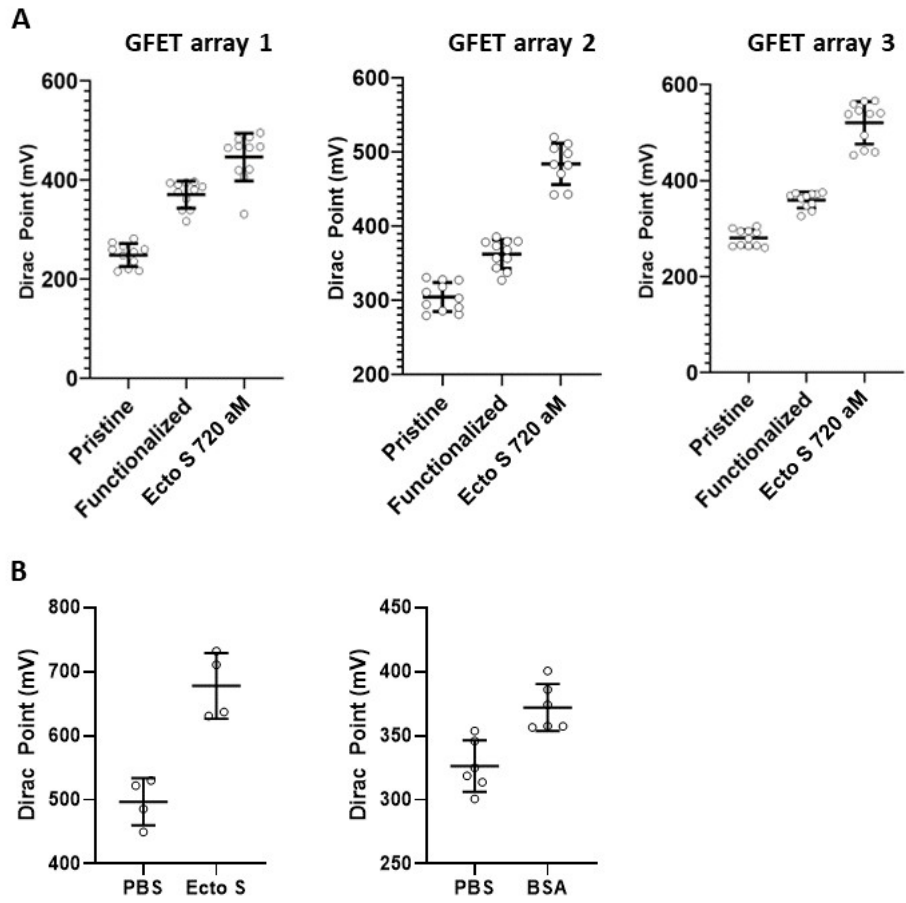 A
GFET array 1
GFET array 2
GFET array 3
Dirac Point (mV)
600
400
200
0
Pristine
Functionalized
Ecto S 720 aM
Dirac Point (mV)
600
500
400
300
200
Pristine
Functionalized
Ecto S 720 aM
Dirac Point (mV)
600
400
200
0
Pristine
Functionalized
Ecto S 720 aM
B
Dirac Point (mV)
800
700
600
500
400
PBS
Ecto S
Dirac Point (mV)
450
400
350
300
250
PBS
BSA